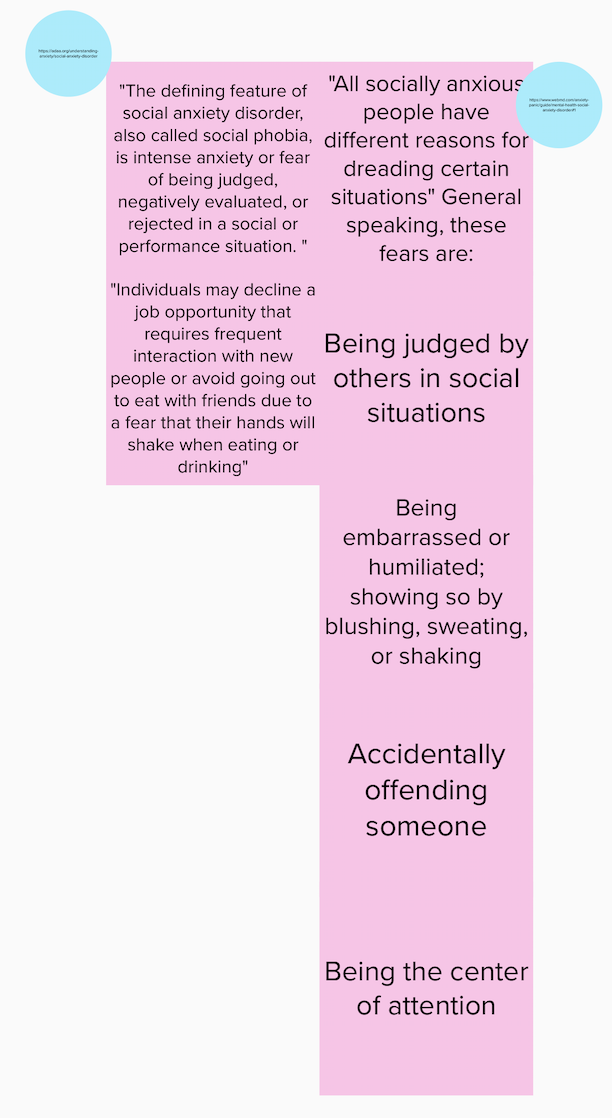 https://adaa.org/understanding-
anxiety/social-anxiety-disorder
"The defining feature of
social anxiety disorder,
also called social phobia,
is intense anxiety or fear
of being judged,
negatively evaluated, or
rejected in a social or
performance situation. "
"Individuals may decline a
job opportunity that
requires frequent
interaction with new
people or avoid going out
to eat with friends due to
a fear that their hands will
shake when eating or
drinking"
https://www.webmd.com/anxiety-
panic/guide/mental-health-social-
anxiety-disorder#1
"All socially anxious
people have
different reasons for
dreading certain
situations" General
speaking, these
fears are:
Being judged by
others in social
situations
Being
embarrassed or
humiliated;
showing so by
blushing, sweating,
or shaking
Accidentally
offending
someone
Being the center
of attention